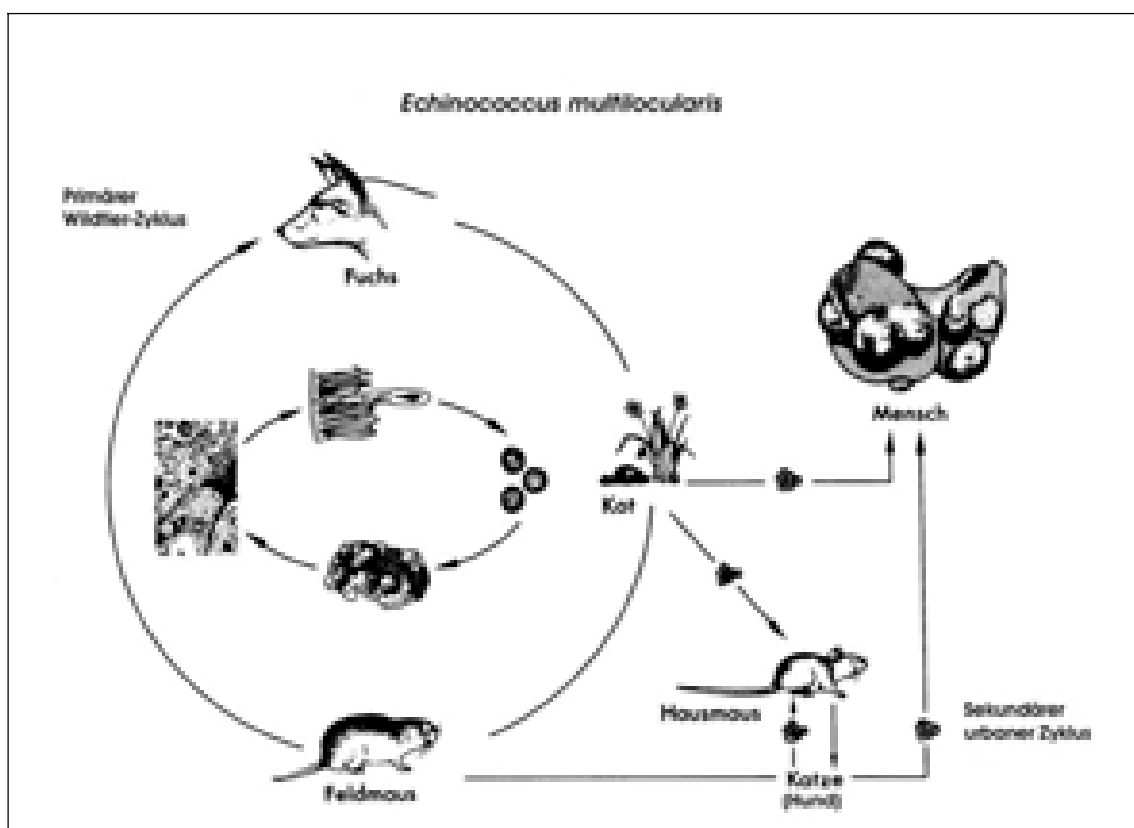 Echinococcus multilocularis
Primärer
Wildtier-Zyklus
Fuchs
Mensch
Kot
Hausmaus
Sekundärer
urbaner Zyklus
Feldmaus
Katze
(Hund)